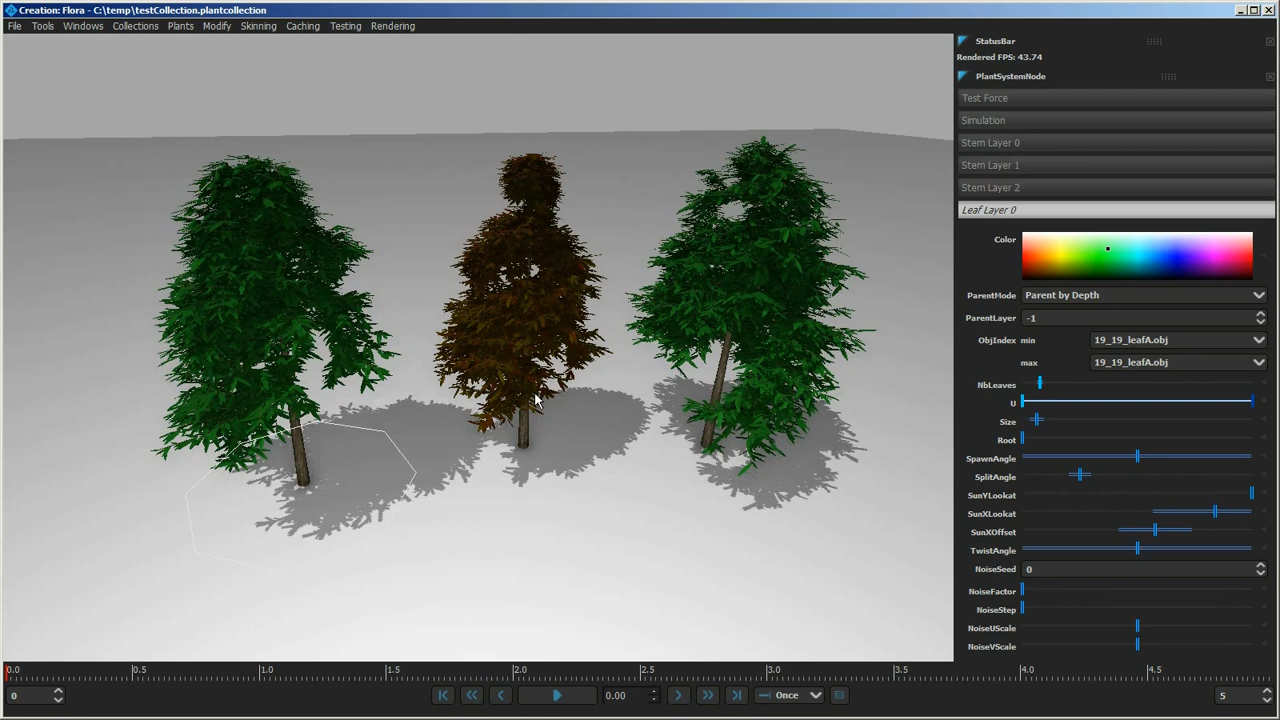 Creation: Flora - C:\temp\testCollection.plantcollection
File Tools Windows Collections Plants Modify Skinning Caching Testing Rendering
StatusBar
Rendered FPS: 43.74
PlantSystemNode
Test Force
Simulation
Stem Layer 0
Stem Layer 1
Stem Layer 2
Leaf Layer 0
Color
ParentMode Parent by Depth
ParentLayer -1
ObjIndex min 19_19_leafA.obj
max 19_19_leafA.obj
NbLeaves
U
Size
Root
SpawnAngle
SplitAngle
SunYLookat
SunXLookat
SunXOffset
TwistAngle
NoiseSeed 0
NoiseFactor
NoiseStep
NoiseUScale
NoiseVScale
0.0 0.5 1.0 1.5 2.0 2.5 3.0 3.5 4.0 4.5
0 0.00 Once 5